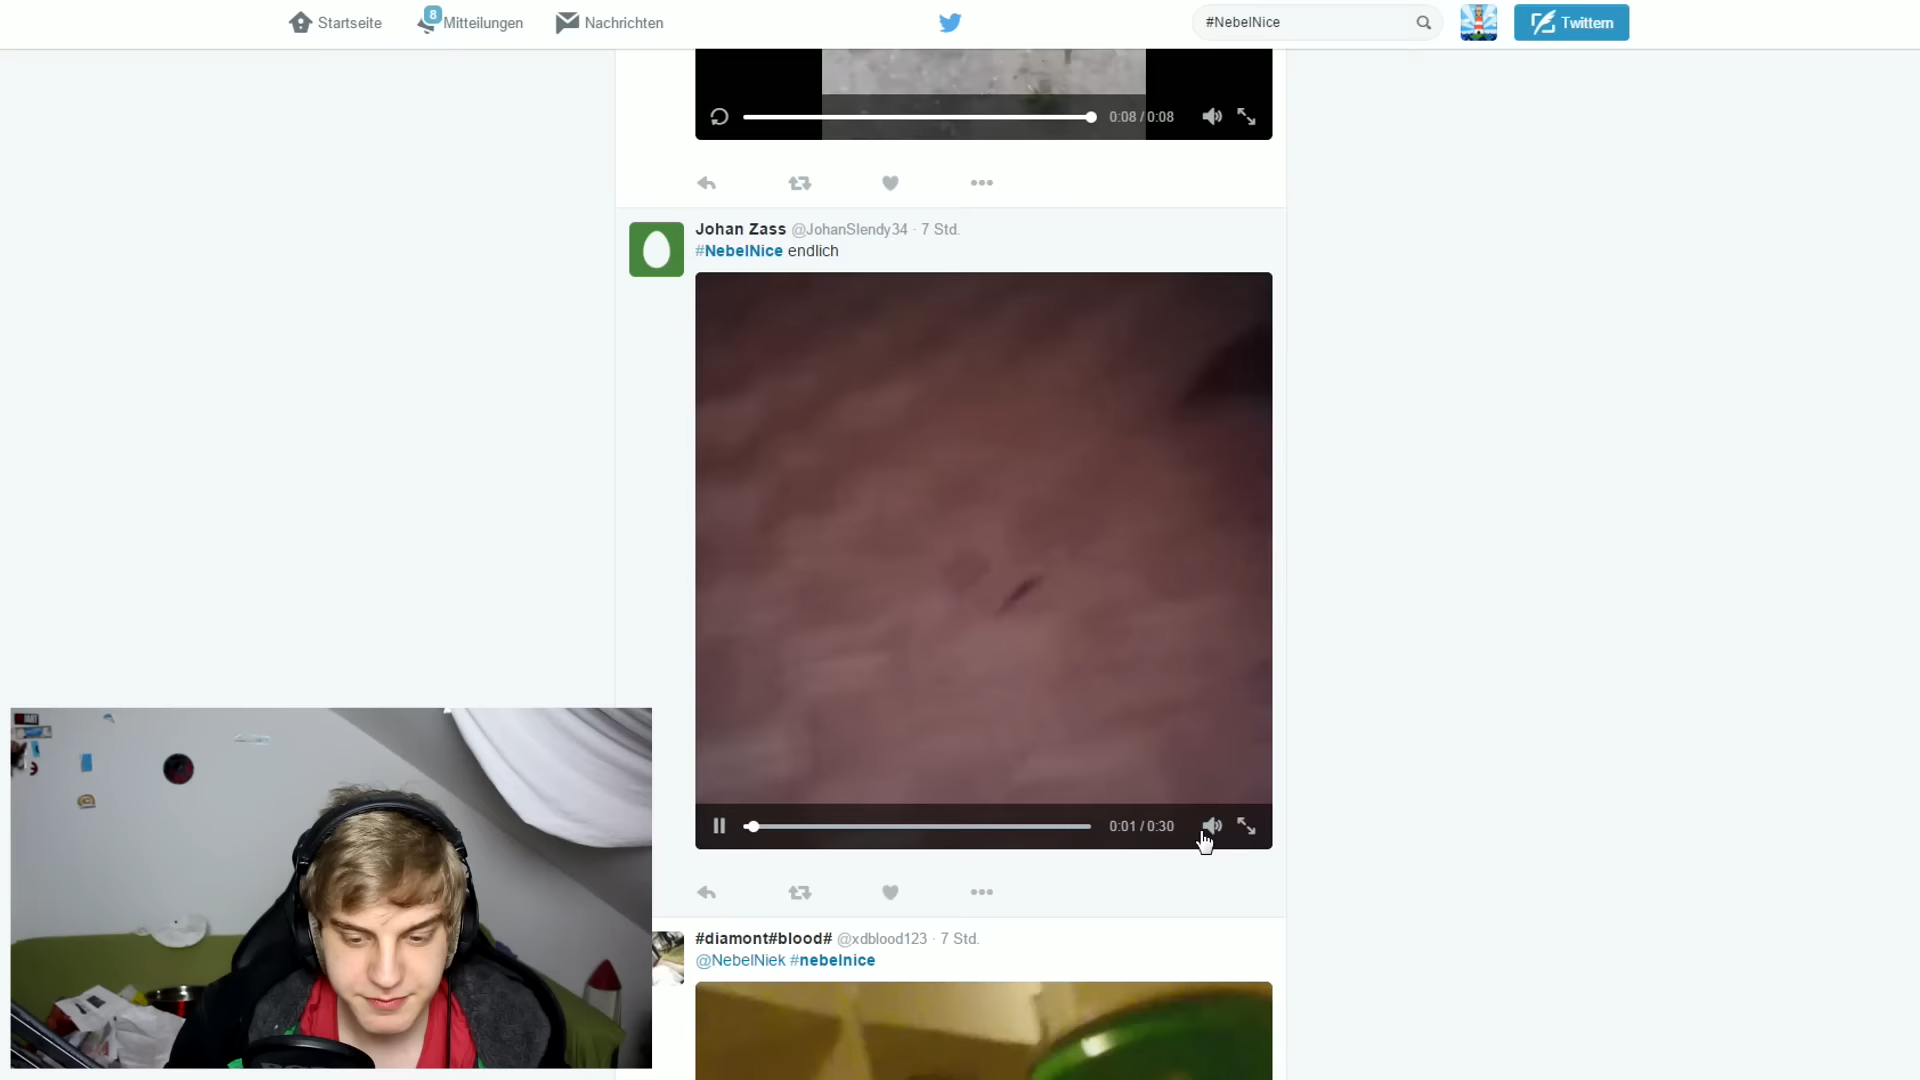 Startseite
8
Mitteilungen
Nachrichten
#NebelNice
Twittern
0:08 / 0:08
Johan Zass @JohanSlendy34 · 7 Std.
#NebelNice endlich
0:01 / 0:30
#diamont#blood# @xdblood123 · 7 Std.
@NebelNiek #nebelnice